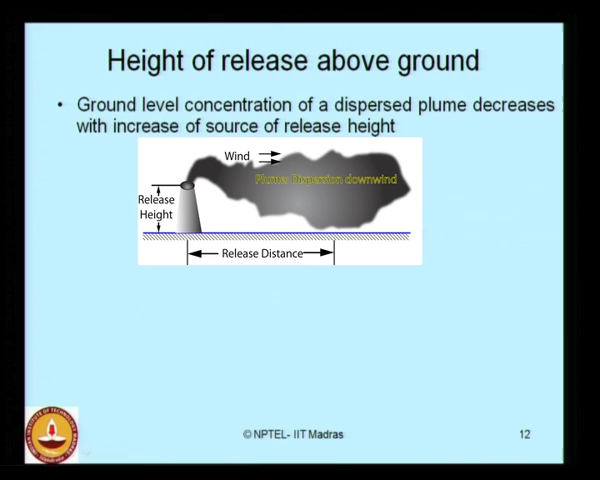 Height of release above ground
• Ground level concentration of a dispersed plume decreases
with increase of source of release height
Wind
Plume Dispersion downwind
Release
Height
Release Distance
© NPTEL- IIT Madras
12